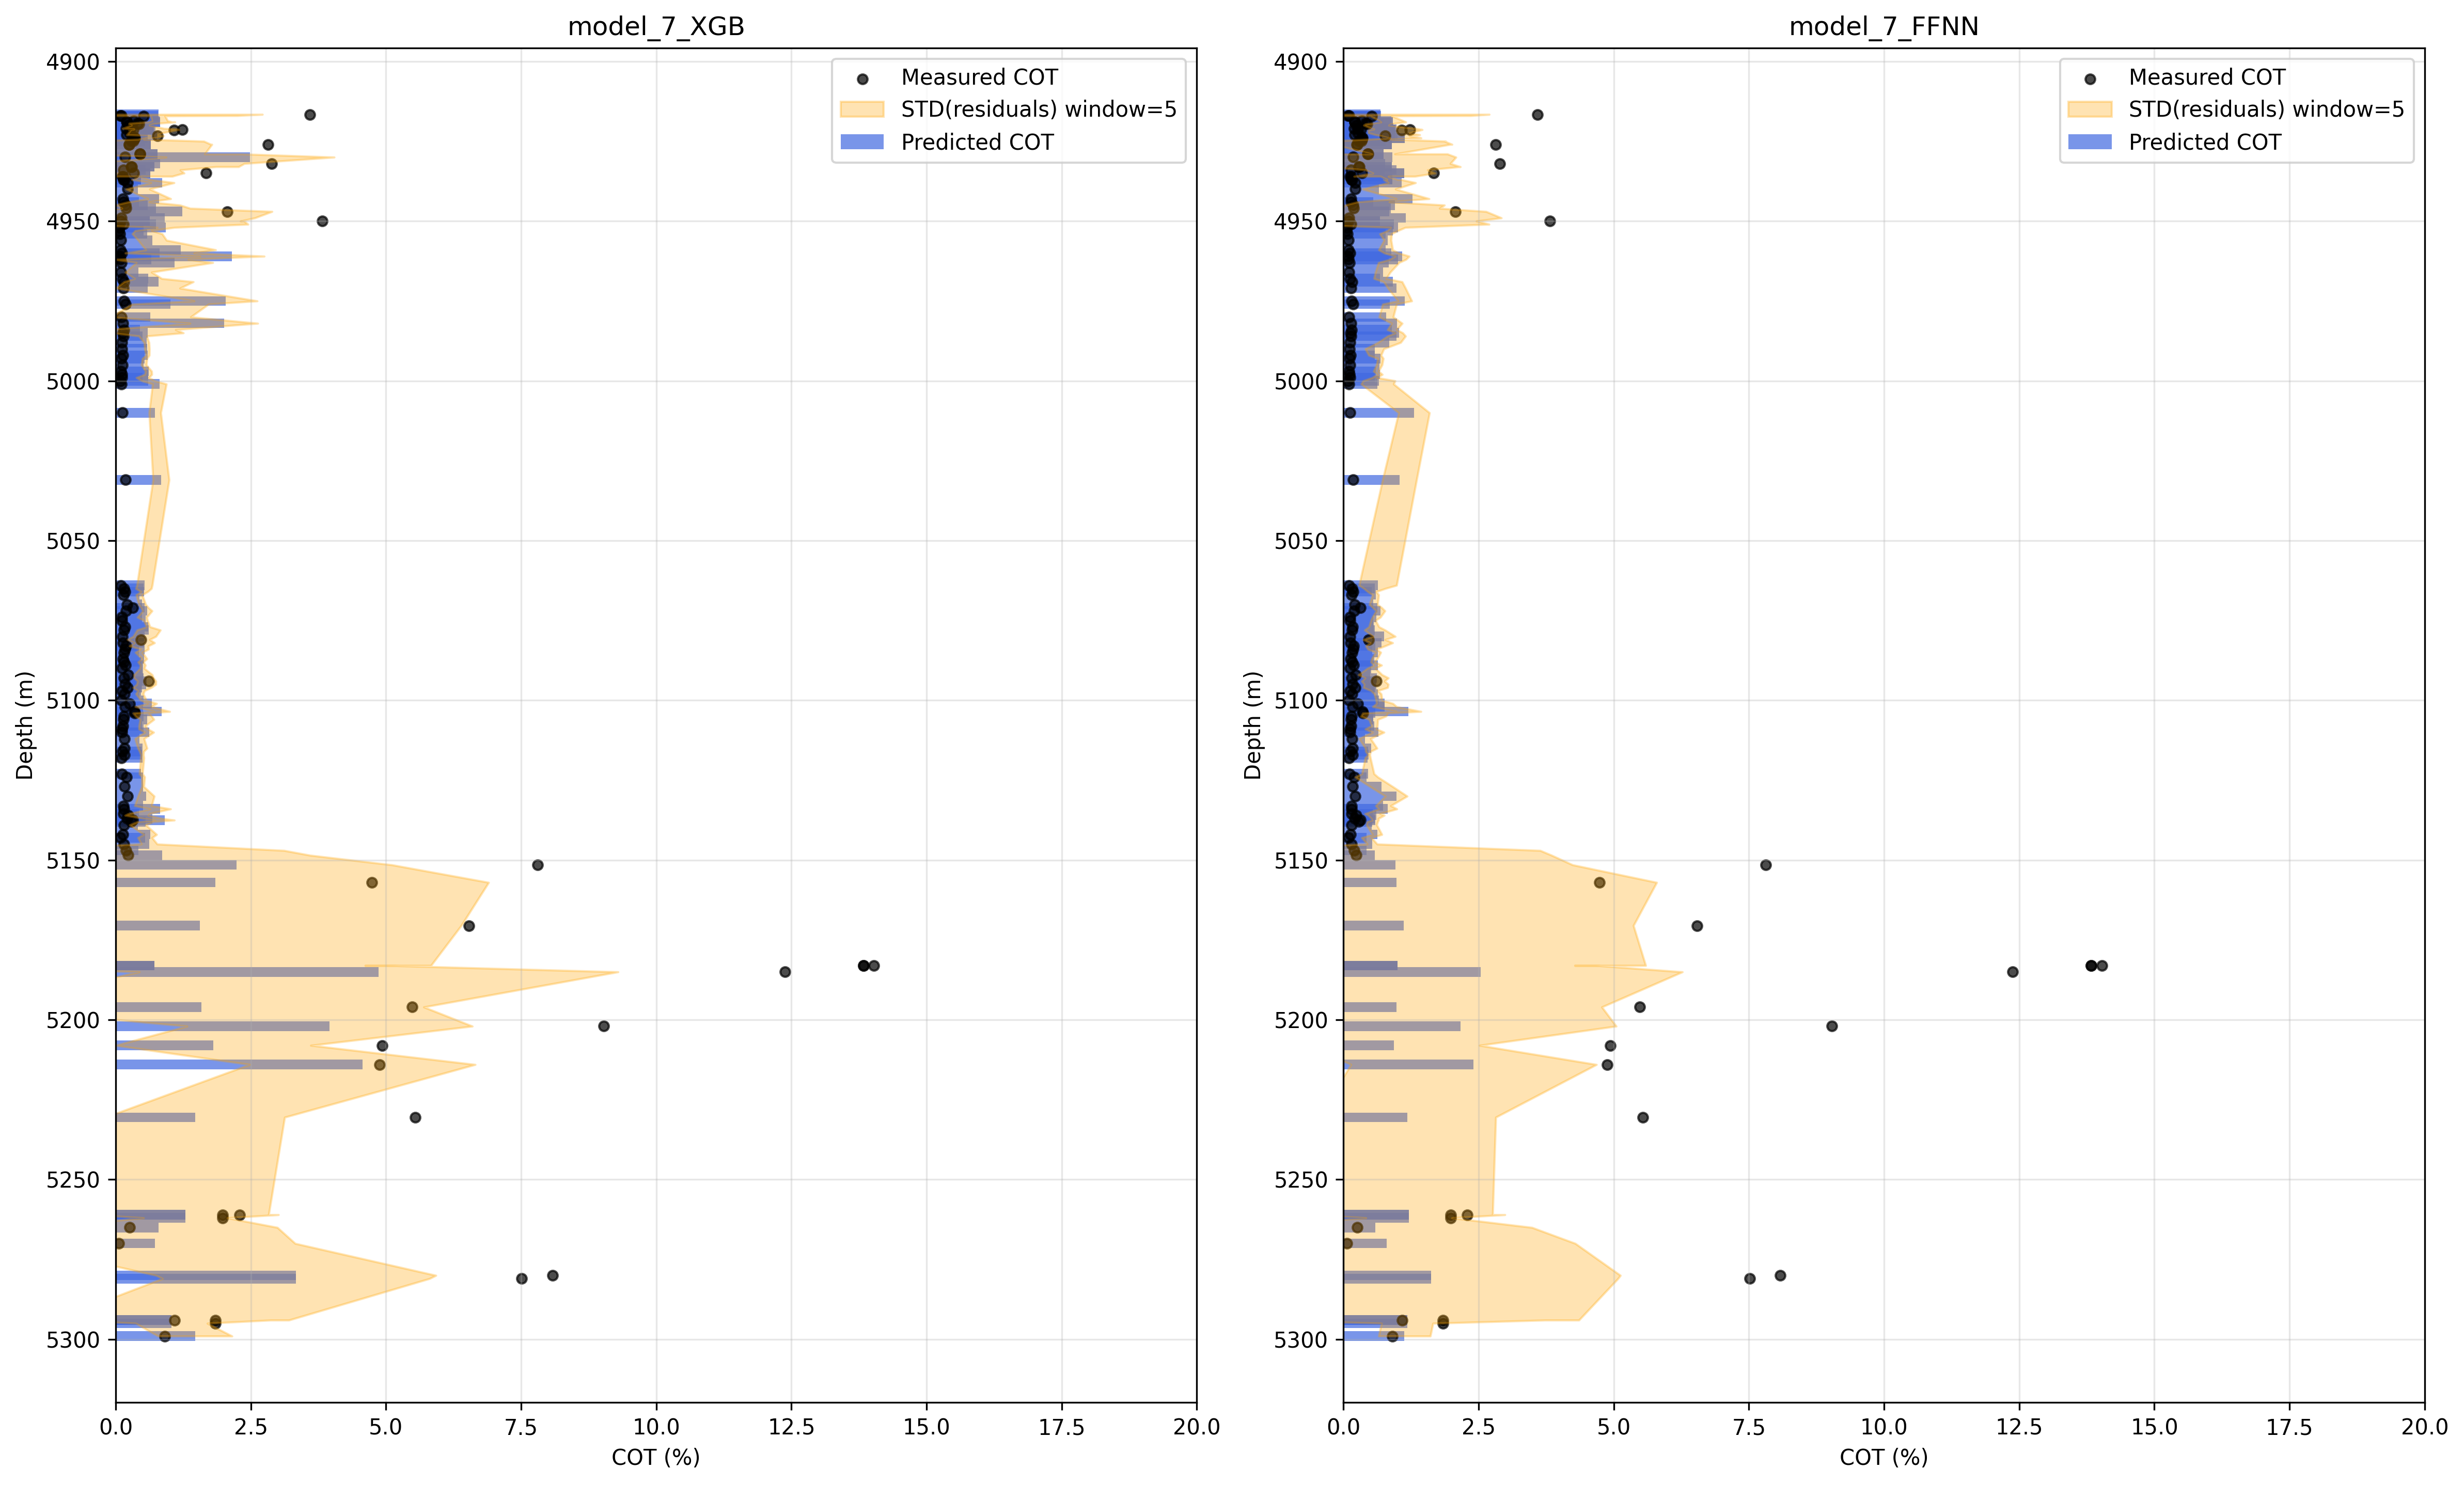 model_7_XGB
Measured COT
STD(residuals) window=5
Predicted COT
Depth (m)
4900
4950
5000
5050
5100
5150
5200
5250
5300
0.0 2.5 5.0 7.5 10.0 12.5 15.0 17.5 20.0
COT (%)
model_7_FFNN
Measured COT
STD(residuals) window=5
Predicted COT
Depth (m)
4900
4950
5000
5050
5100
5150
5200
5250
5300
0.0 2.5 5.0 7.5 10.0 12.5 15.0 17.5 20.0
COT (%)